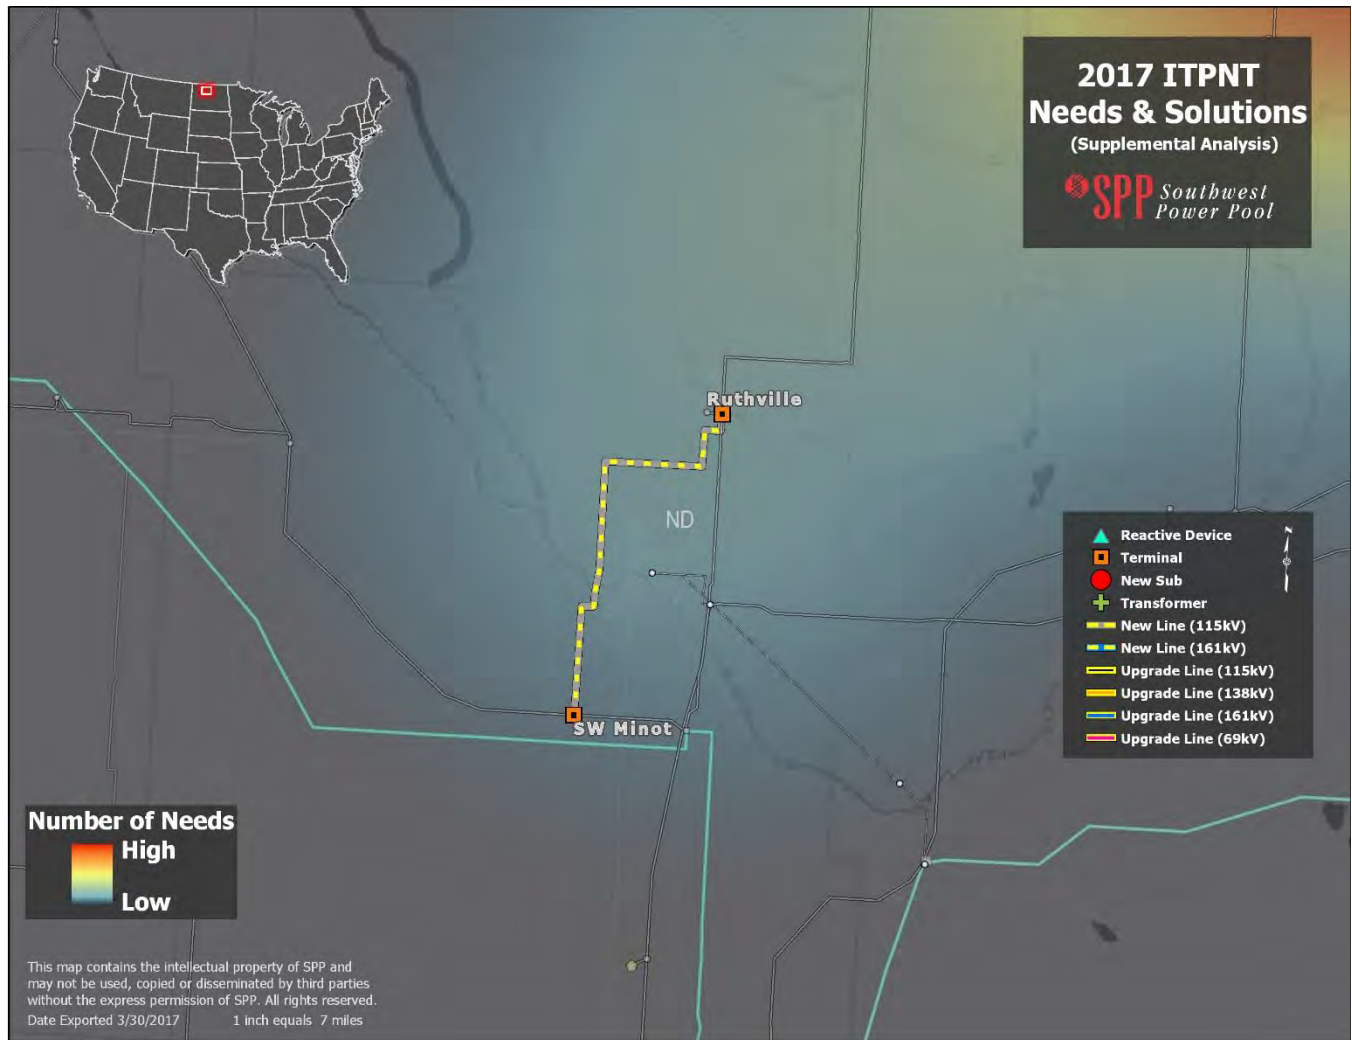 2017 ITPNT
Needs & Solutions
(Supplemental Analysis)
SPP Southwest
Power Pool
Ruthville
ND
SW Minot
Reactive Device
Terminal
New Sub
Transformer
New Line (115kV)
New Line (161kV)
Upgrade Line (115kV)
Upgrade Line (138kV)
Upgrade Line (161kV)
Upgrade Line (69kV)
N
Number of Needs
High
Low
This map contains the intellectual property of SPP and
may not be used, copied or disseminated by third parties
without the express permission of SPP. All rights reserved.
Date Exported 3/30/2017 1 inch equals 7 miles